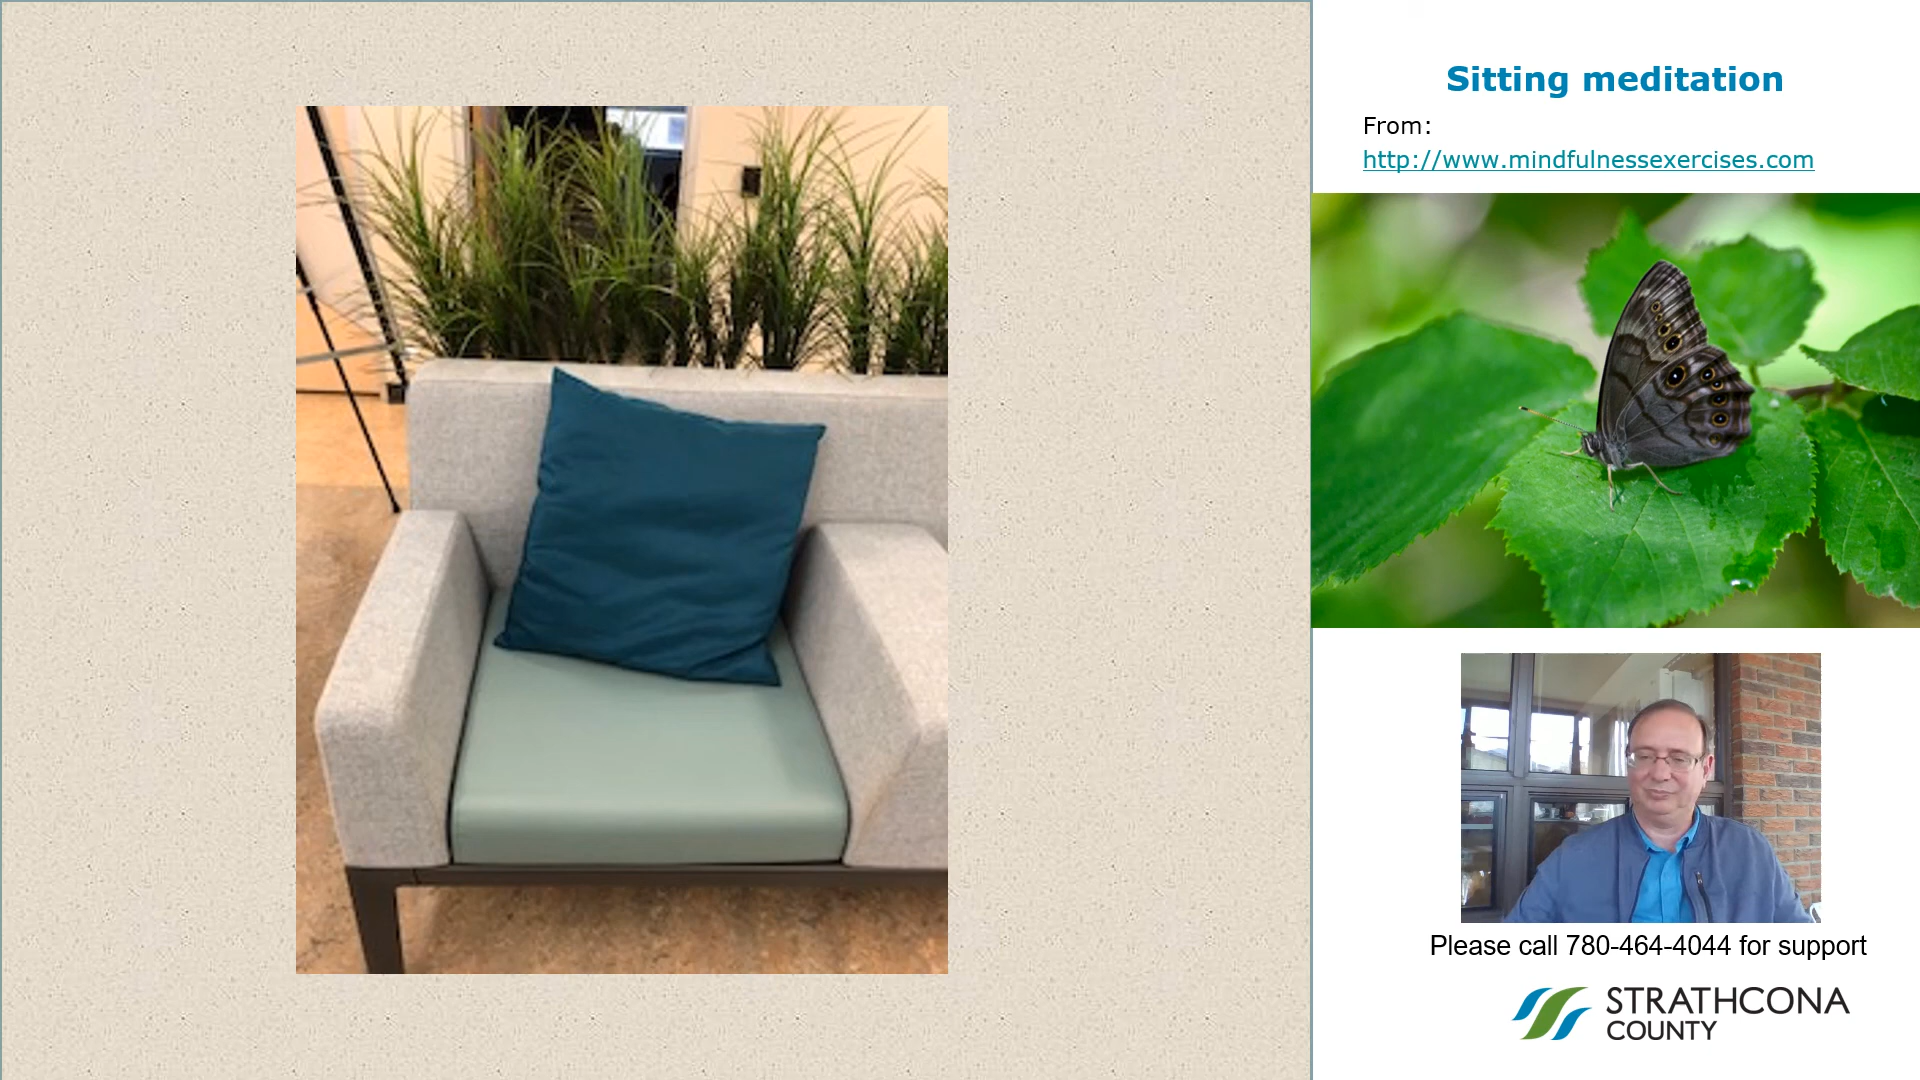 Sitting meditation
From:
http://www.mindfulnessexercises.com
Please call 780-464-4044 for support
STRATHCONA
COUNTY